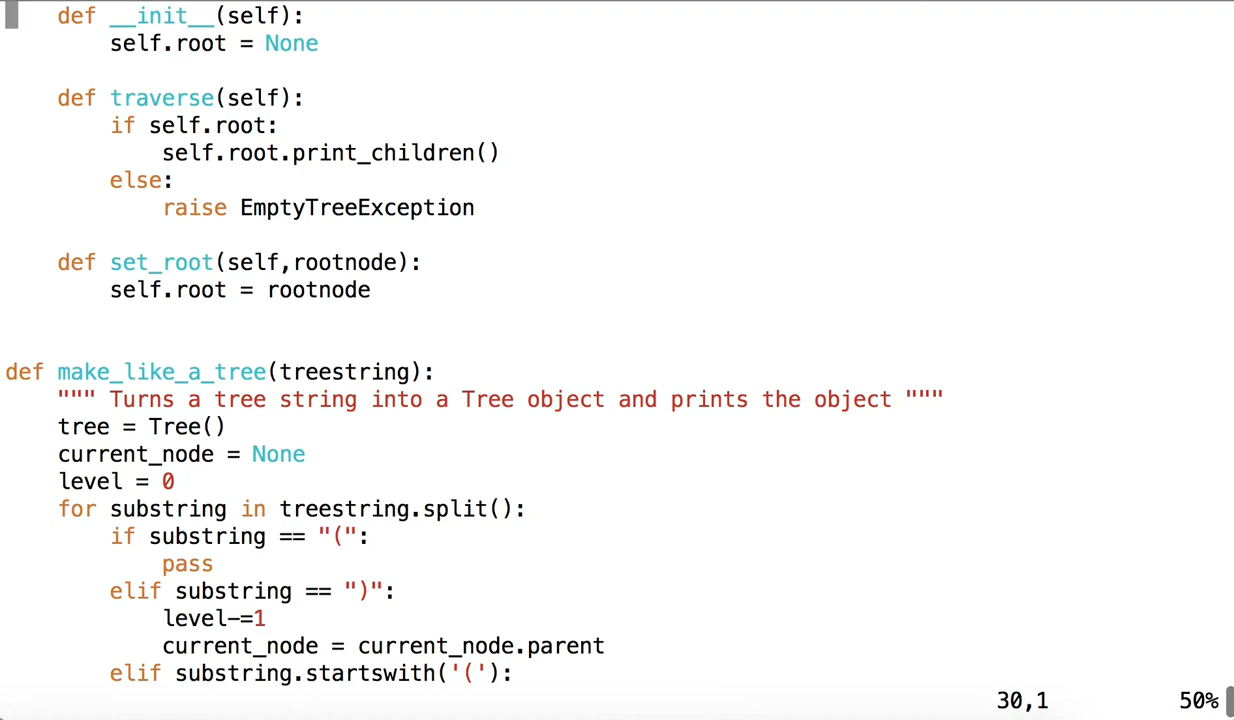 def __init__(self):
        self.root = None

    def traverse(self):
        if self.root:
            self.root.print_children()
        else:
            raise EmptyTreeException

    def set_root(self,rootnode):
        self.root = rootnode


def make_like_a_tree(treestring):
    """ Turns a tree string into a Tree object and prints the object """
    tree = Tree()
    current_node = None
    level = 0
    for substring in treestring.split():
        if substring == "(":
            pass
        elif substring == ")":
            level-=1
            current_node = current_node.parent
        elif substring.startswith('('):
30,1 50%